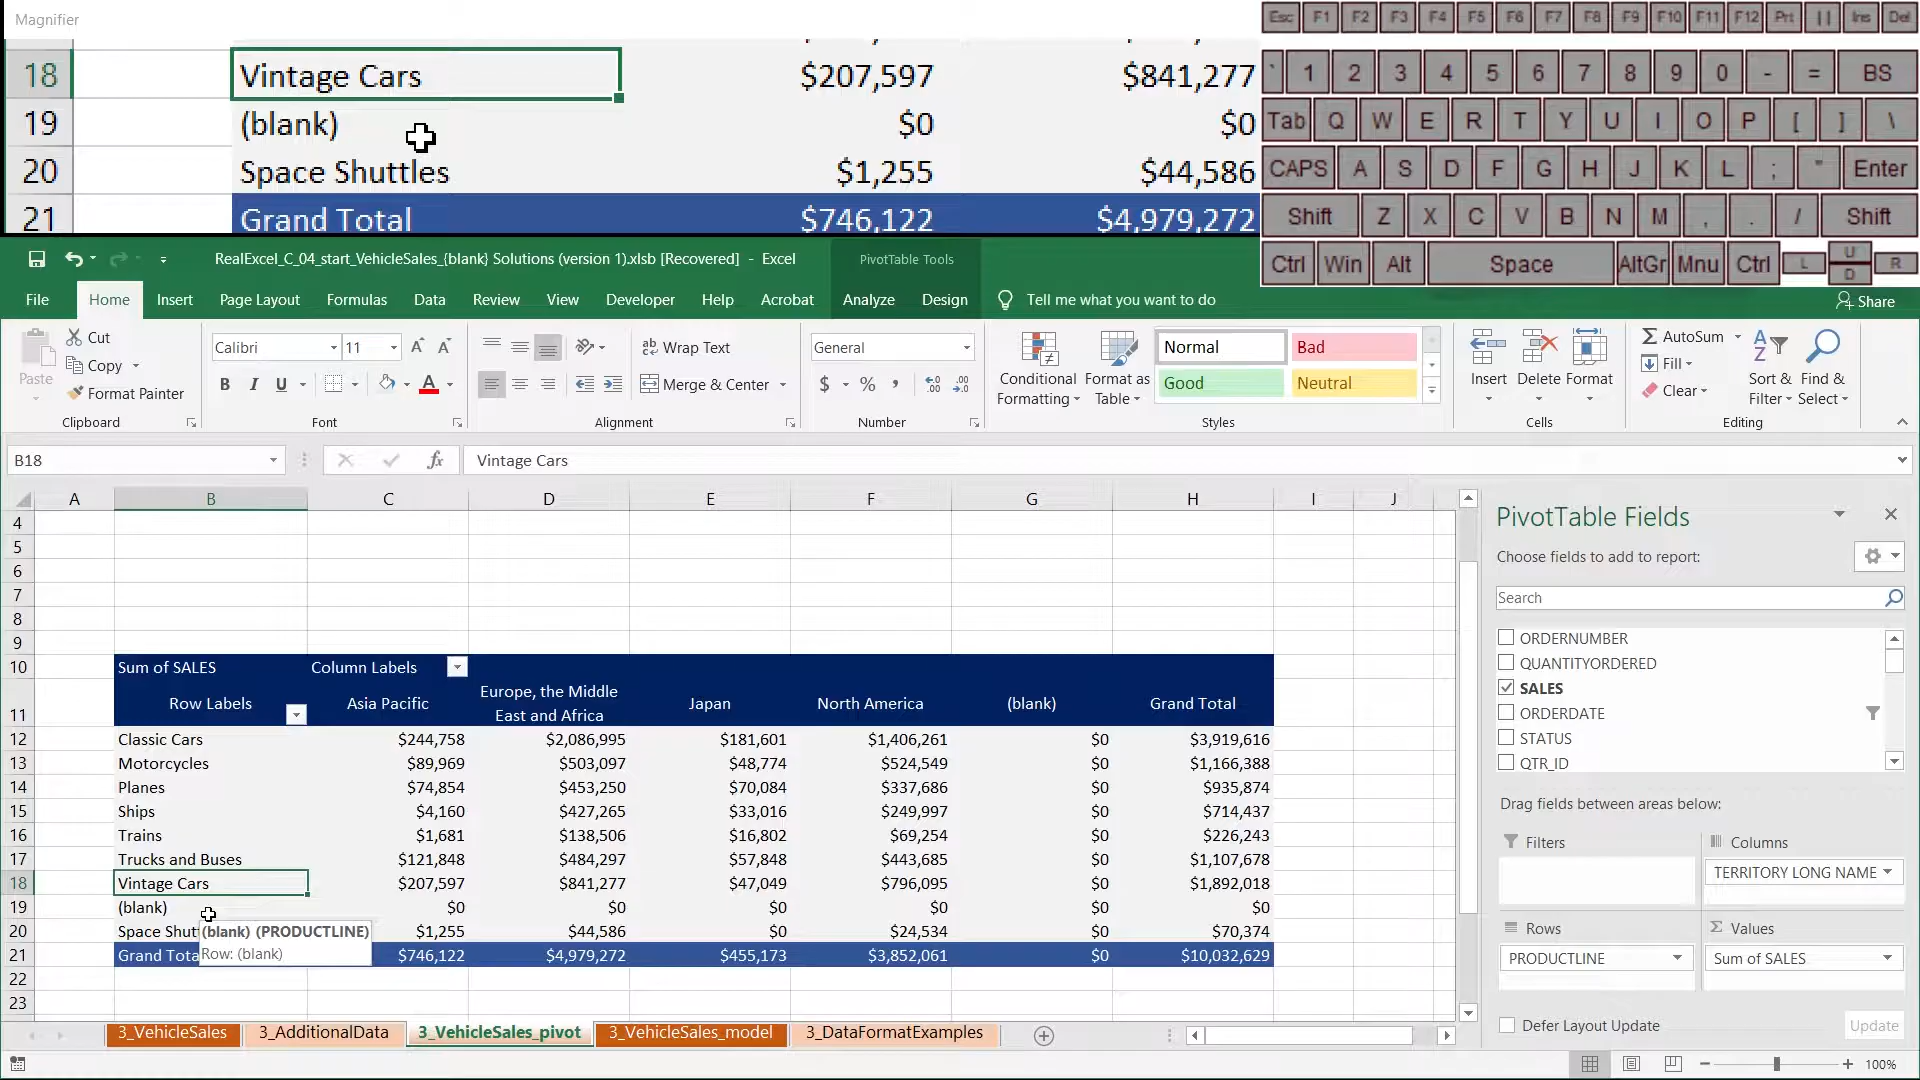 Magnifier
18 Vintage Cars $207,597 $841,277
19 (blank) $0 $0
20 Space Shuttles $1,255 $44,586
21 Grand Total $746,122 $4,979,272
Esc F1 F2 F3 F4 F5 F6 F7 F8 F9 F10 F11 F12 Prt Ins Del
` 1 2 3 4 5 6 7 8 9 0 - = BS
Tab Q W E R T Y U I O P [ ] \
CAPS A S D F G H J K L ; " Enter
Shift Z X C V B N M , . / Shift
Ctrl Win Alt Space AltGr Mnu Ctrl L U D R
RealExcel_C_04_start_VehicleSales_{blank} Solutions (version 1).xlsb [Recovered] - Excel PivotTable Tools
File Home Insert Page Layout Formulas Data Review View Developer Help Acrobat Analyze Design Tell me what you want to do Share
Paste Cut Copy Format Painter
Calibri 11
B I U A
Wrap Text
Merge & Center
General
$ %
Conditional Formatting Format as Table
Normal Bad
Good Neutral
Insert Delete Format
AutoSum Fill Clear
Sort & Filter Find & Select
Clipboard Font Alignment Number Styles Cells Editing
B18 fx Vintage Cars
A B C D E F G H I J
4
5
6
7
8
9
10 Sum of SALES Column Labels
11 Row Labels Asia Pacific Europe, the Middle East and Africa Japan North America (blank) Grand Total
12 Classic Cars $244,758 $2,086,995 $181,601 $1,406,261 $0 $3,919,616
13 Motorcycles $89,969 $503,097 $48,774 $524,549 $0 $1,166,388
14 Planes $74,854 $453,250 $70,084 $337,686 $0 $935,874
15 Ships $4,160 $427,265 $33,016 $249,997 $0 $714,437
16 Trains $1,681 $138,506 $16,802 $69,254 $0 $226,243
17 Trucks and Buses $121,848 $484,297 $57,848 $443,685 $0 $1,107,678
18 Vintage Cars $207,597 $841,277 $47,049 $796,095 $0 $1,892,018
19 (blank) $0 $0 $0 $0 $0 $0
20 Space Shut $1,255 $44,586 $0 $24,534 $0 $70,374
21 Grand Tota $746,122 $4,979,272 $455,173 $3,852,061 $0 $10,032,629
22
23
(blank) (PRODUCTLINE)
Row: (blank)
PivotTable Fields
Choose fields to add to report:
Search
ORDERNUMBER
QUANTITYORDERED
SALES
ORDERDATE
STATUS
QTR_ID
Drag fields between areas below:
Filters Columns
TERRITORY LONG NAME
Rows Σ Values
PRODUCTLINE Sum of SALES
Defer Layout Update Update
3_VehicleSales 3_AdditionalData 3_VehicleSales_pivot 3_VehicleSales_model 3_DataFormatExamples
100%